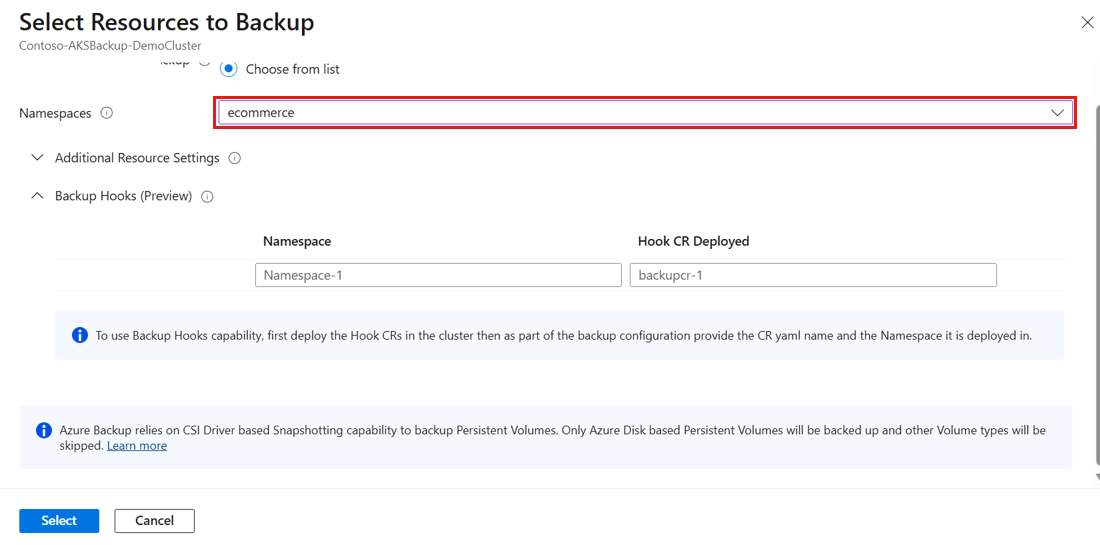 Select Resources to Backup
Contoso-AKSBackup-DemoCluster
Choose from list
Namespaces
ecommerce
Additional Resource Settings
Backup Hooks (Preview)
Namespace Hook CR Deployed
Namespace-1 backupcr-1
To use Backup Hooks capability, first deploy the Hook CRs in the cluster then as part of the backup configuration provide the CR yaml name and the Namespace it is deployed in.
Azure Backup relies on CSI Driver based Snapshotting capability to backup Persistent Volumes. Only Azure Disk based Persistent Volumes will be backed up and other Volume types will be
skipped. Learn more
Select Cancel